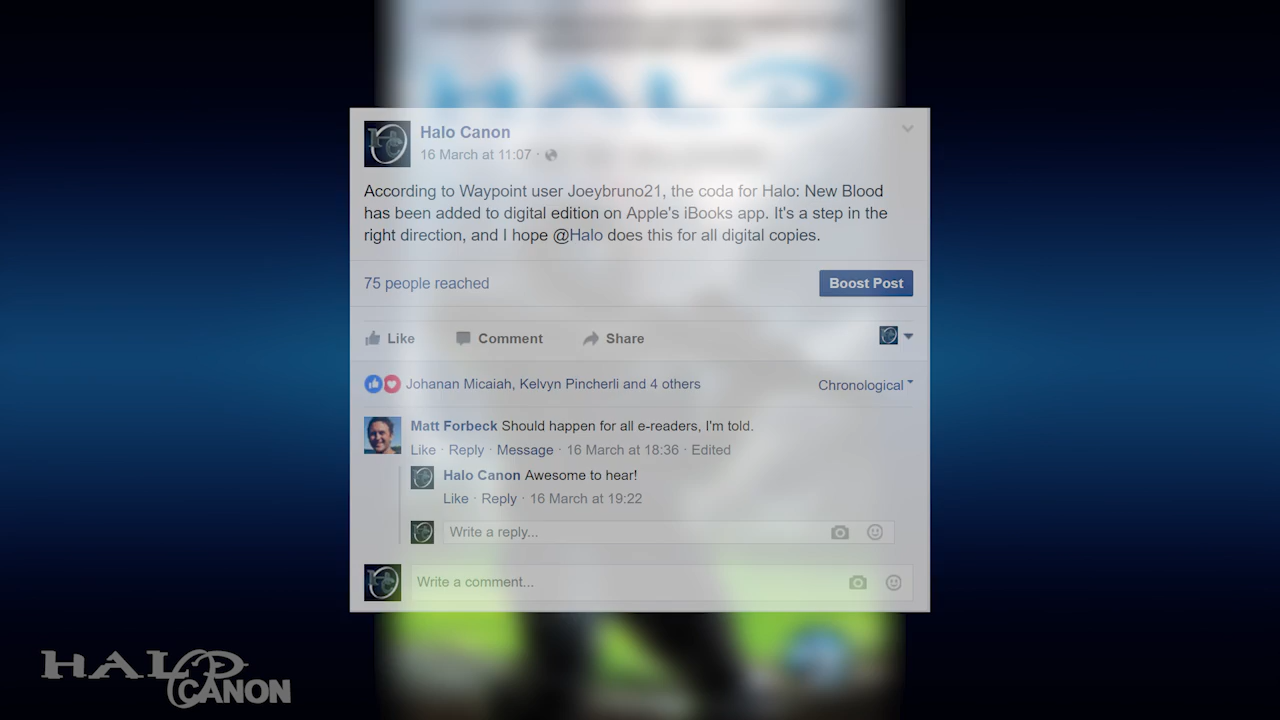 HALO
Halo Canon
16 March at 11:07 ·
According to Waypoint user Joeybruno21, the coda for Halo: New Blood
has been added to digital edition on Apple's iBooks app. It's a step in the
right direction, and I hope @Halo does this for all digital copies.
75 people reached
Boost Post
Like Comment Share
Johanan Micaiah, Kelvyn Pincherli and 4 others
Chronological
Matt Forbeck Should happen for all e-readers, I'm told.
Like · Reply · Message · 16 March at 18:36 · Edited
Halo Canon Awesome to hear!
Like · Reply · 16 March at 19:22
Write a reply...
Write a comment...
HALO
CANON